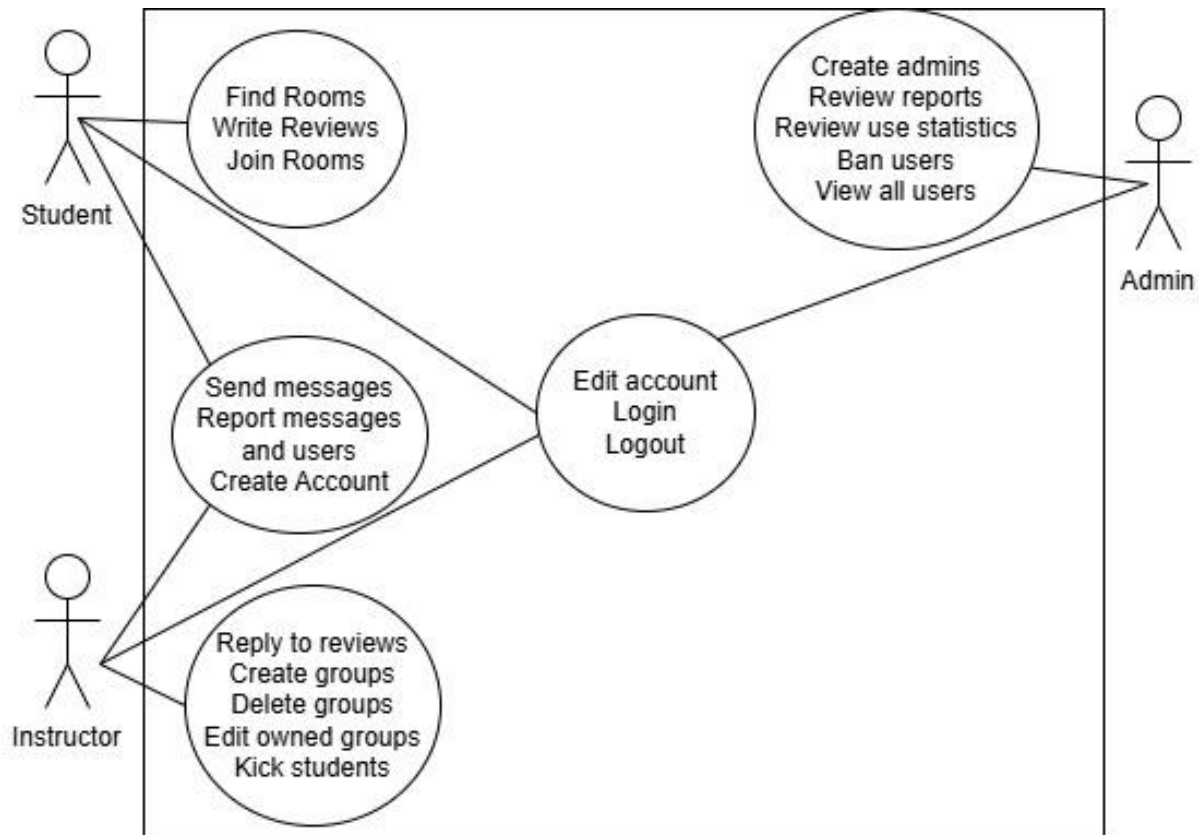 Find Rooms
Write Reviews
Join Rooms
Student
Create admins
Review reports
Review use statistics
Ban users
View all users
Admin
Send messages
Report messages
and users
Create Account
Edit account
Login
Logout
Reply to reviews
Create groups
Delete groups
Edit owned groups
Kick students
Instructor